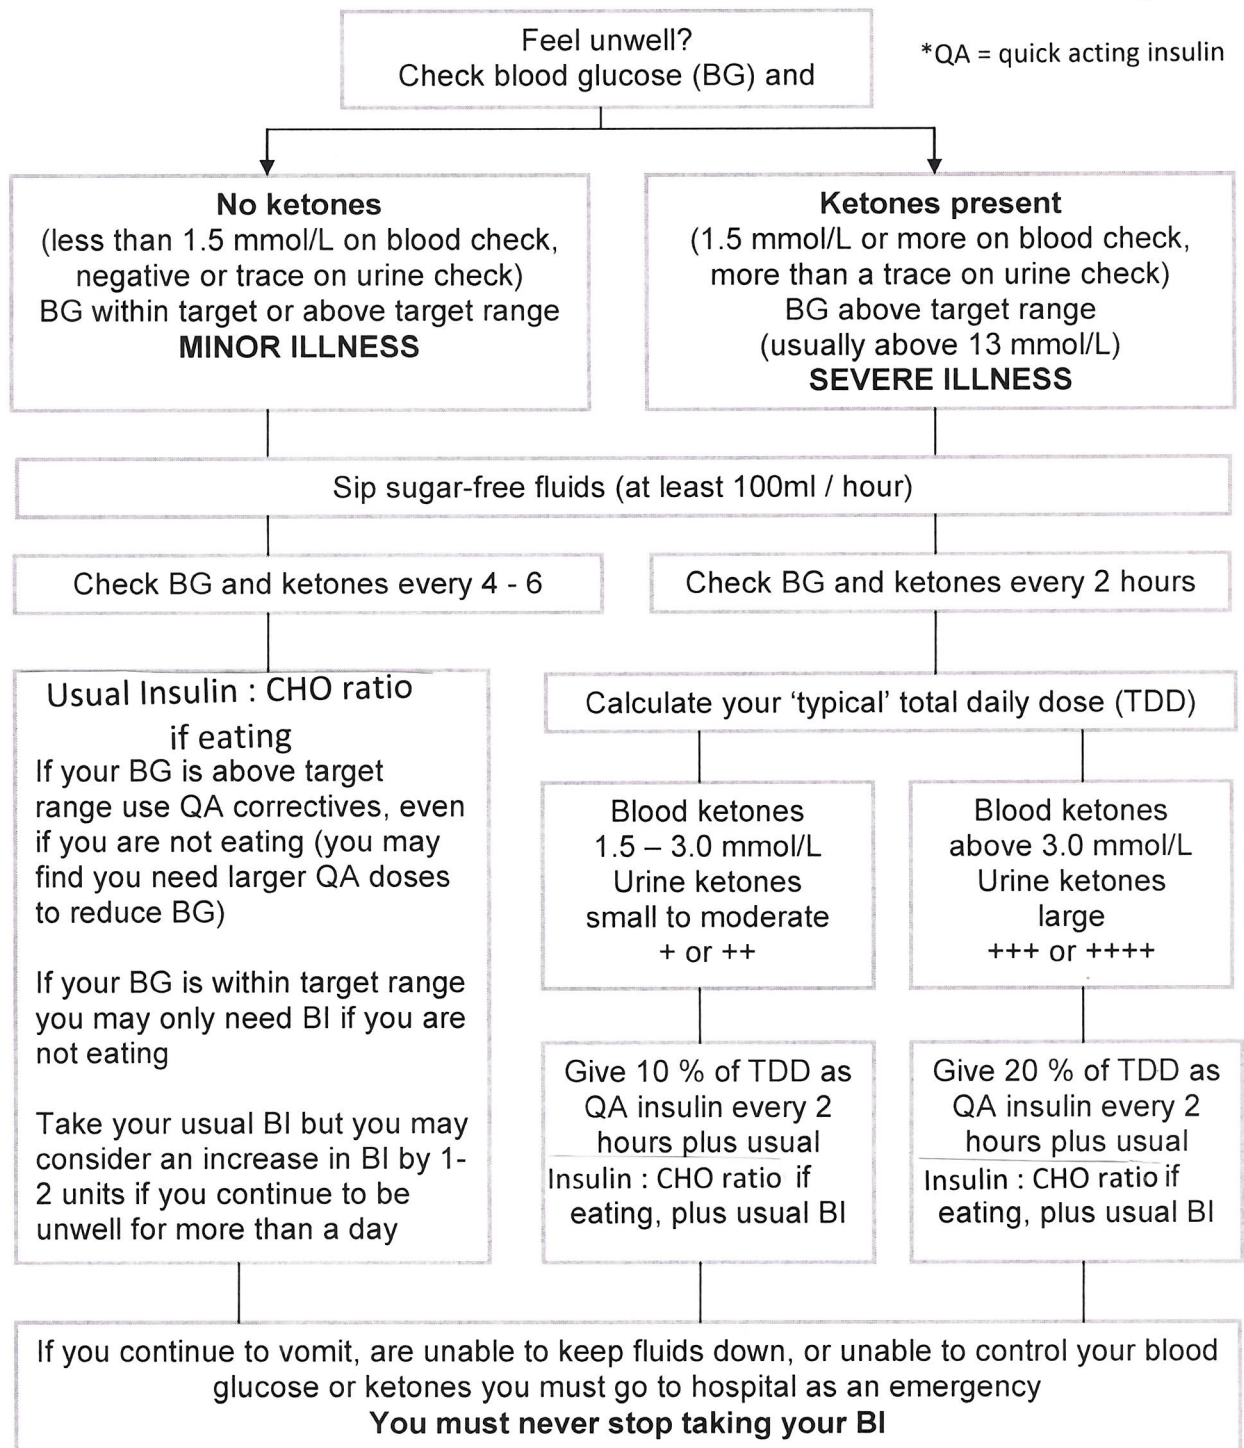 Feel unwell?
Check blood glucose (BG) and
*QA = quick acting insulin
No ketones
(less than 1.5 mmol/L on blood check,
negative or trace on urine check)
BG within target or above target range
MINOR ILLNESS
Ketones present
(1.5 mmol/L or more on blood check,
more than a trace on urine check)
BG above target range
(usually above 13 mmol/L)
SEVERE ILLNESS
Sip sugar-free fluids (at least 100ml / hour)
Check BG and ketones every 4 - 6
Check BG and ketones every 2 hours
Usual Insulin : CHO ratio
if eating
If your BG is above target
range use QA correctives, even
if you are not eating (you may
find you need larger QA doses
to reduce BG)
If your BG is within target range
you may only need BI if you are
not eating
Take your usual BI but you may
consider an increase in BI by 1-
2 units if you continue to be
unwell for more than a day
Calculate your ‘typical’ total daily dose (TDD)
Blood ketones
1.5 – 3.0 mmol/L
Urine ketones
small to moderate
+ or ++
Blood ketones
above 3.0 mmol/L
Urine ketones
large
+++ or ++++
Give 10 % of TDD as
QA insulin every 2
hours plus usual
Insulin : CHO ratio if
eating, plus usual BI
Give 20 % of TDD as
QA insulin every 2
hours plus usual
Insulin : CHO ratio if
eating, plus usual BI
If you continue to vomit, are unable to keep fluids down, or unable to control your blood
glucose or ketones you must go to hospital as an emergency
You must never stop taking your BI